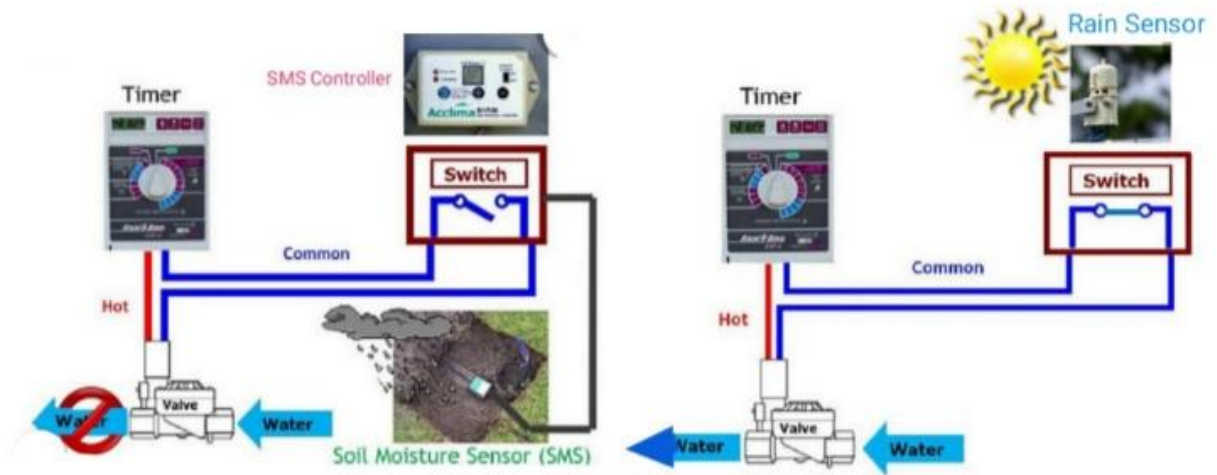 Rain Sensor
SMS Controller
Timer
Acclima
Timer
Switch
Switch
Common
Common
Hot
Hot
Valve
Water
Water
Valve
Water
Water
Soil Moisture Sensor (SMS)